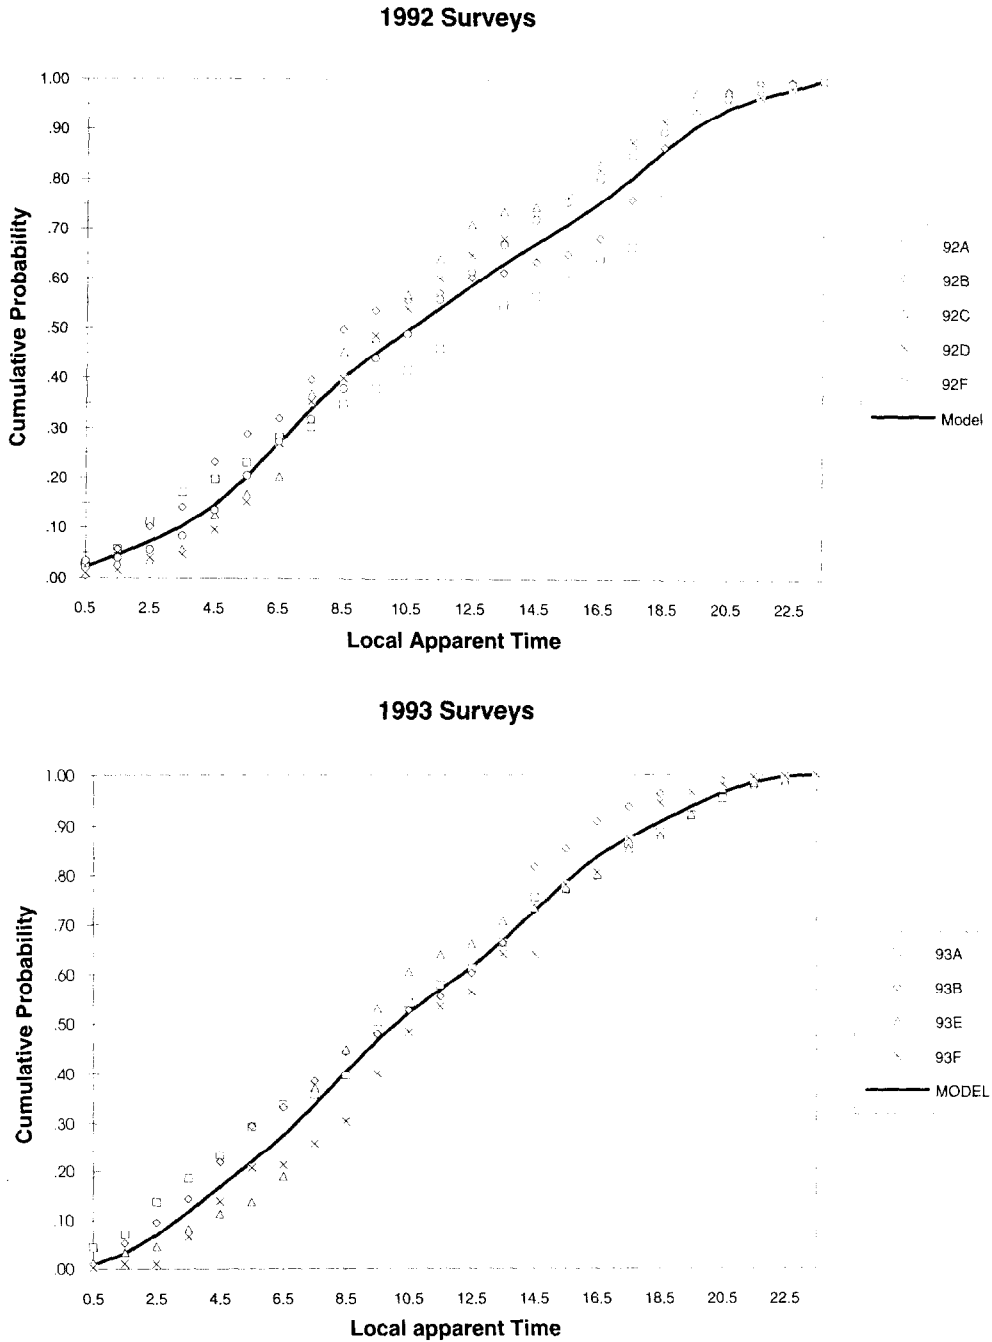 1992 Surveys
1.00
.90
.80
.70
.60
.50
.40
.30
.20
.10
.00
Cumulative Probability
0.5 2.5 4.5 6.5 8.5 10.5 12.5 14.5 16.5 18.5 20.5 22.5
Local Apparent Time
92A
92B
92C
92D
92F
Model
1993 Surveys
1.00
.90
.80
.70
.60
.50
.40
.30
.20
.10
.00
Cumulative Probability
0.5 2.5 4.5 6.5 8.5 10.5 12.5 14.5 16.5 18.5 20.5 22.5
Local apparent Time
93A
93B
93E
93F
MODEL